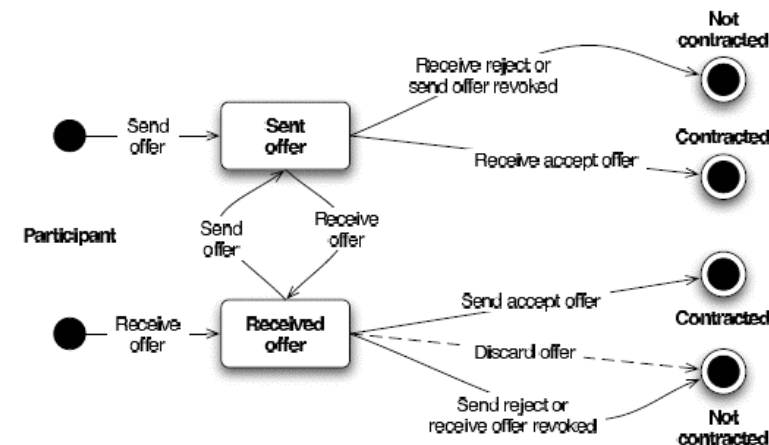 Not
contracted
Receive reject or
send offer revoked
Send
offer
Sent
offer
Contracted
Receive accept offer
Send
offer
Receive
offer
Participant
Send accept offer
Receive
offer
Received
offer
Contracted
Discard offer
Send reject or
receive offer revoked
Not
contracted